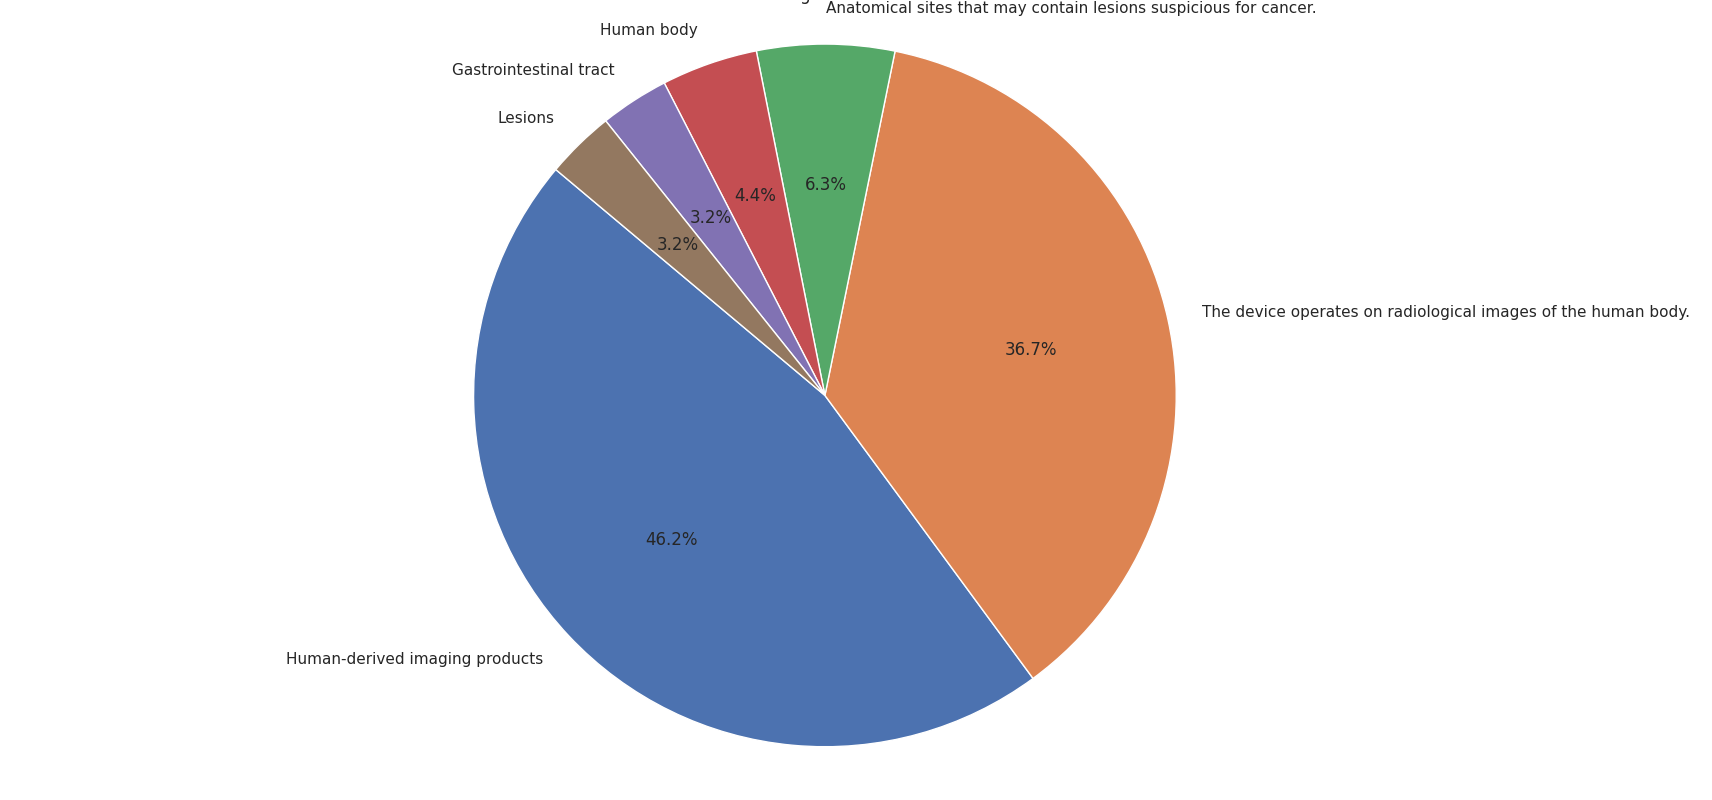 Anatomical sites that may contain lesions suspicious for cancer.
Human body
Gastrointestinal tract
Lesions
6.3%
4.4%
3.2%
3.2%
The device operates on radiological images of the human body.
36.7%
46.2%
Human-derived imaging products